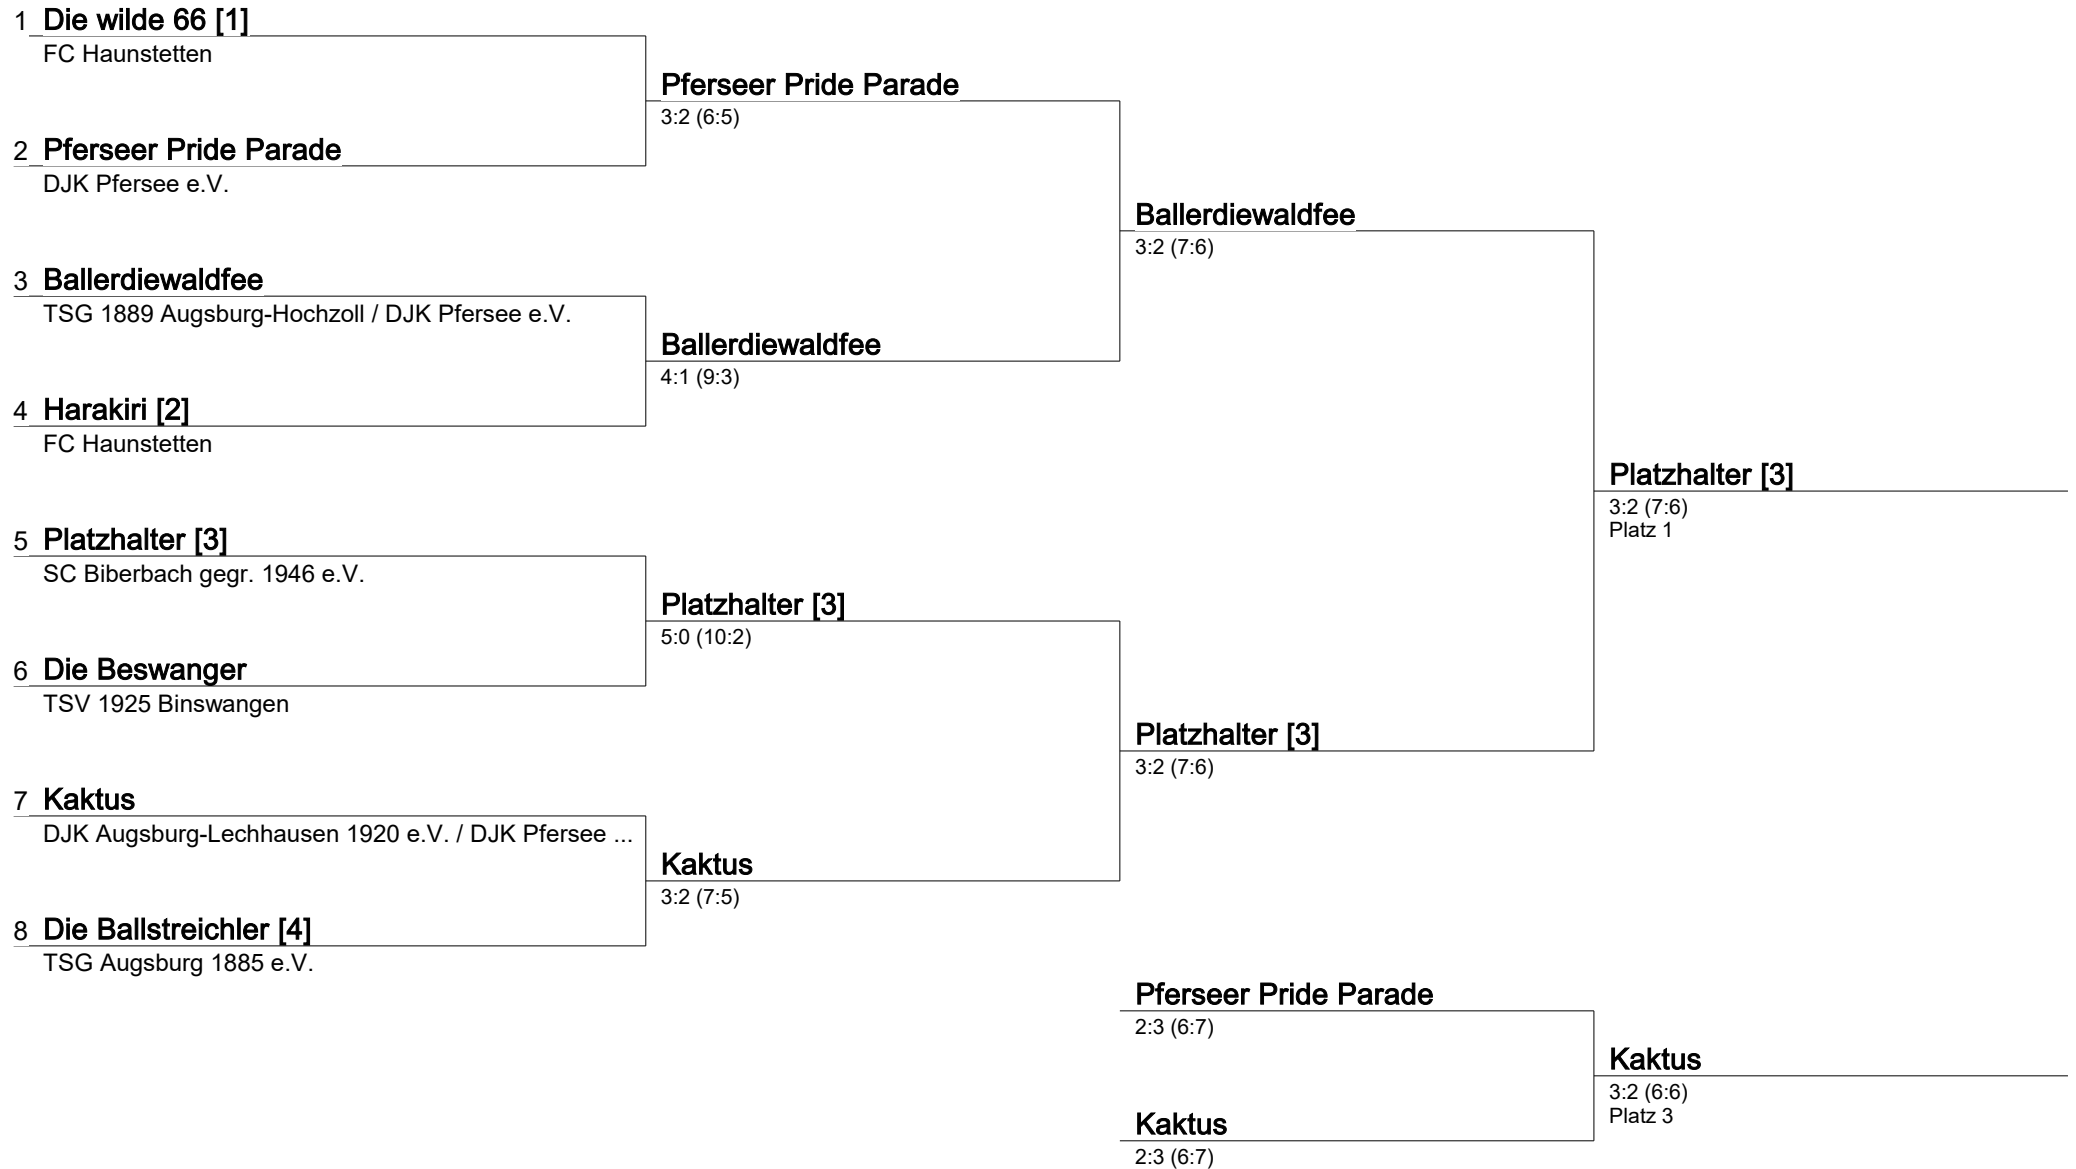 1 Die wilde 66 [1]
FC Haunstetten
Pferseer Pride Parade
3:2 (6:5)
2 Pferseer Pride Parade
DJK Pfersee e.V.
Ballerdiewaldfee
3:2 (7:6)
3 Ballerdiewaldfee
TSG 1889 Augsburg-Hochzoll / DJK Pfersee e.V.
Ballerdiewaldfee
4:1 (9:3)
4 Harakiri [2]
FC Haunstetten
Platzhalter [3]
3:2 (7:6)
Platz 1
5 Platzhalter [3]
SC Biberbach gegr. 1946 e.V.
Platzhalter [3]
5:0 (10:2)
6 Die Beswanger
TSV 1925 Binswangen
Platzhalter [3]
3:2 (7:6)
7 Kaktus
DJK Augsburg-Lechhausen 1920 e.V. / DJK Pfersee ...
Kaktus
3:2 (7:5)
8 Die Ballstreichler [4]
TSG Augsburg 1885 e.V.
Pferseer Pride Parade
2:3 (6:7)
Kaktus
3:2 (6:6)
Platz 3
Kaktus
2:3 (6:7)